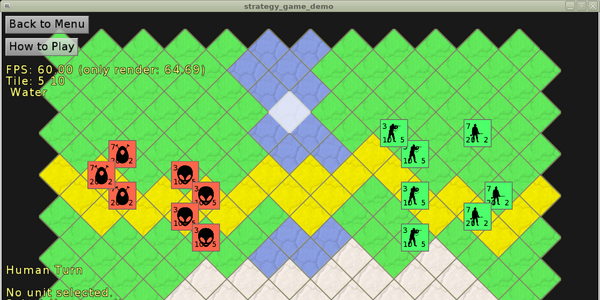 strategy_game_demo
Back to Menu
How to Play
FPS: 60.00 (only render: 64.69)
Tile: 5 10
Water
Human Turn
No unit selected.